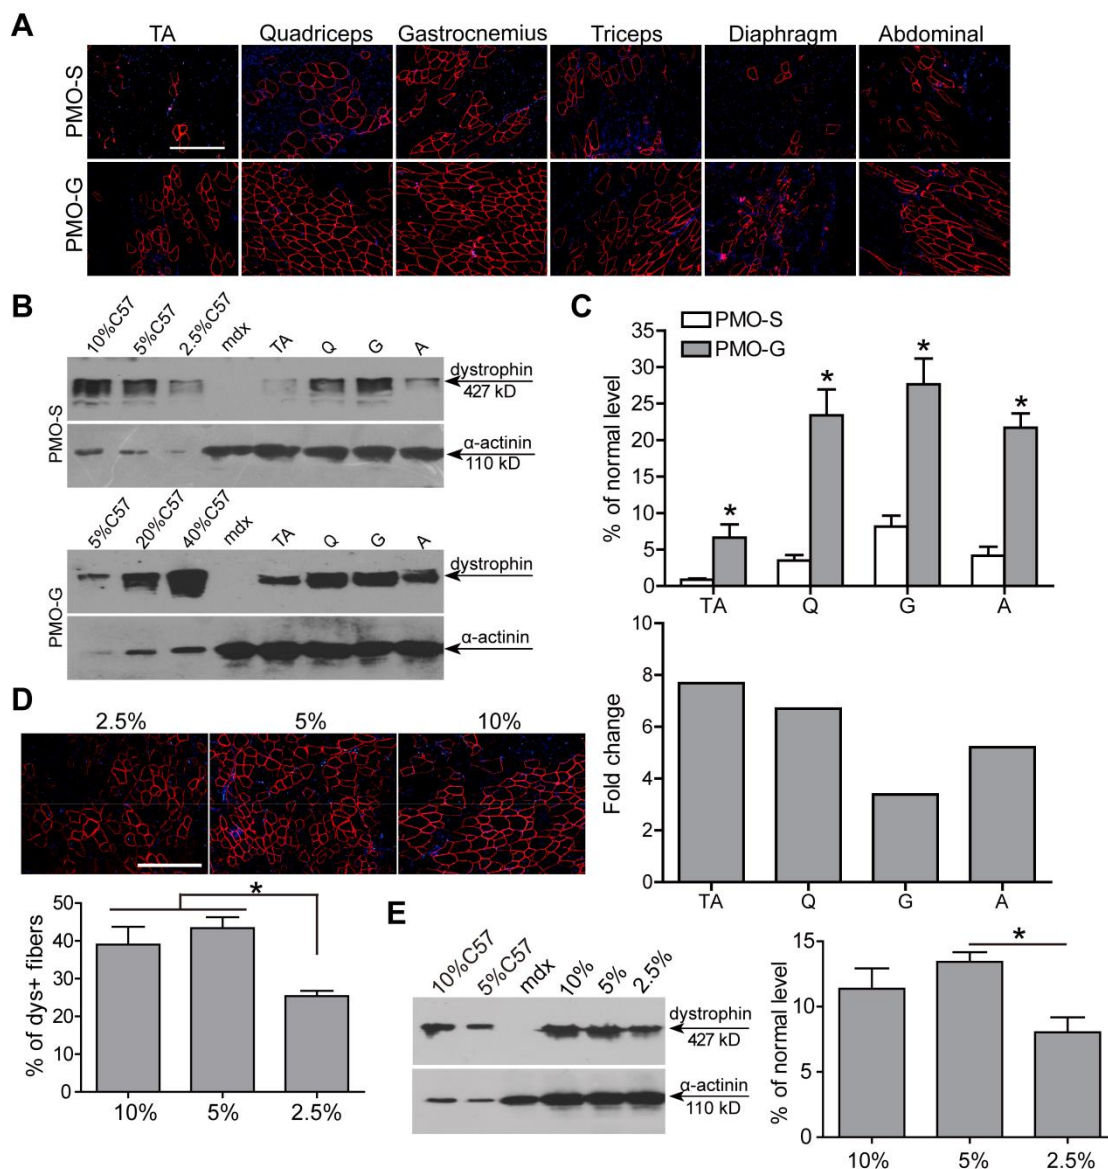 A
TA Quadriceps Gastrocnemius Triceps Diaphragm Abdominal
PMO-S
PMO-G
B
10%C57 5%C57 2.5%C57 mdx TA Q G A
PMO-S
dystrophin
427 kD
α-actinin
110 kD
5%C57 20%C57 40%C57 mdx TA Q G A
PMO-G
dystrophin
α-actinin
C
PMO-S
PMO-G
% of normal level
35
30
25
20
15
10
5
0
* * * *
TA Q G A
Fold change
10
8
6
4
2
0
TA Q G A
D
2.5% 5% 10%
% of dys+ fibers
50
40
30
20
10
0
*
10% 5% 2.5%
E
10%C57 5%C57 mdx 10% 5% 2.5%
dystrophin
427 kD
α-actinin
110 kD
% of normal level
15
10
5
0
*
10% 5% 2.5%